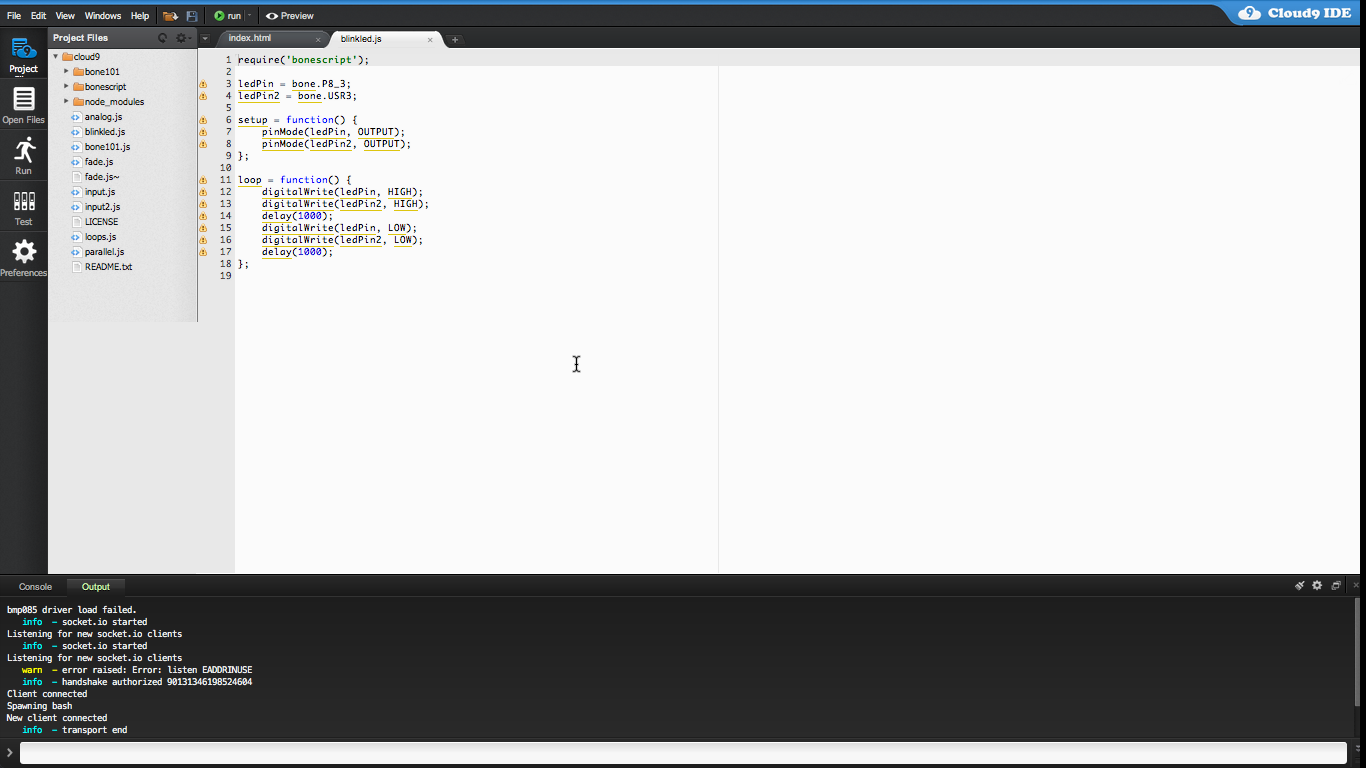 File Edit View Windows Help run Preview Cloud9 IDE
Project Files
index.html
blinkled.js
Project
Open Files
Run
Test
Preferences
cloud9
bone101
bonescript
node_modules
analog.js
blinkled.js
bone101.js
fade.js
fade.js~
input.js
input2.js
LICENSE
loops.js
parallel.js
README.txt
1 require('bonescript');
2
3 ledPin = bone.P8_3;
4 ledPin2 = bone.USR3;
5
6 setup = function() {
7     pinMode(ledPin, OUTPUT);
8     pinMode(ledPin2, OUTPUT);
9 };
10
11 loop = function() {
12     digitalWrite(ledPin, HIGH);
13     digitalWrite(ledPin2, HIGH);
14     delay(1000);
15     digitalWrite(ledPin, LOW);
16     digitalWrite(ledPin2, LOW);
17     delay(1000);
18 };
19
Console Output
bmp085 driver load failed.
info - socket.io started
Listening for new socket.io clients
info - socket.io started
Listening for new socket.io clients
warn - error raised: Error: listen EADDRINUSE
info - handshake authorized 90131346198524604
Client connected
Spawning bash
New client connected
info - transport end